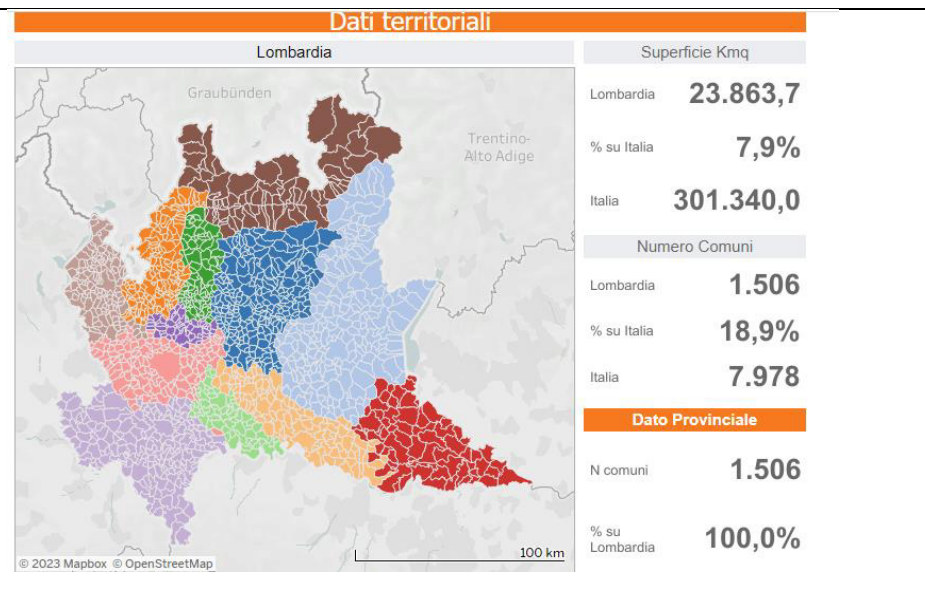 Dati territoriali
Lombardia
Graubünden
Trentino-
Alto Adige
© 2023 Mapbox © OpenStreetMap
100 km
Superficie Kmq
Lombardia 23.863,7
% su Italia 7,9%
Italia 301.340,0
Numero Comuni
Lombardia 1.506
% su Italia 18,9%
Italia 7.978
Dato Provinciale
N comuni 1.506
% su
Lombardia 100,0%